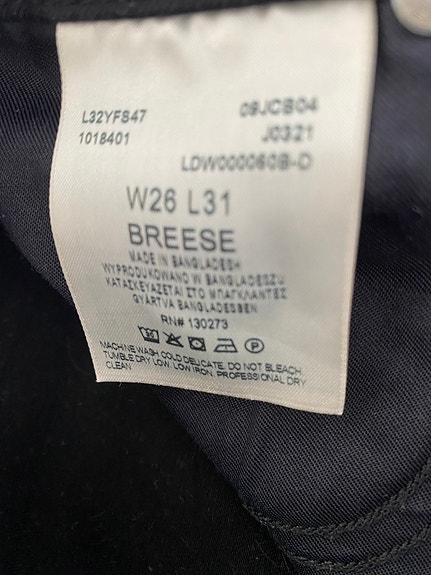 L32YFS47 09JCB04
1018401 J0321
LDW000060B-D
W26 L31
BREESE
MADE IN BANGLADESH
WYPRODUKOWANO W BANGLADESZU
ΚΑΤΑΣΚΕΥΑΖΕΤΑΙ ΣΤΟ ΜΠΑΓΚΛΑΝΤΕΣ
GYÁRTVA BANGLADESBEN
RN# 130273
MACHINE WASH COLD DELICATE. DO NOT BLEACH.
TUMBLE DRY LOW. LOW IRON. PROFESSIONAL DRY
CLEAN